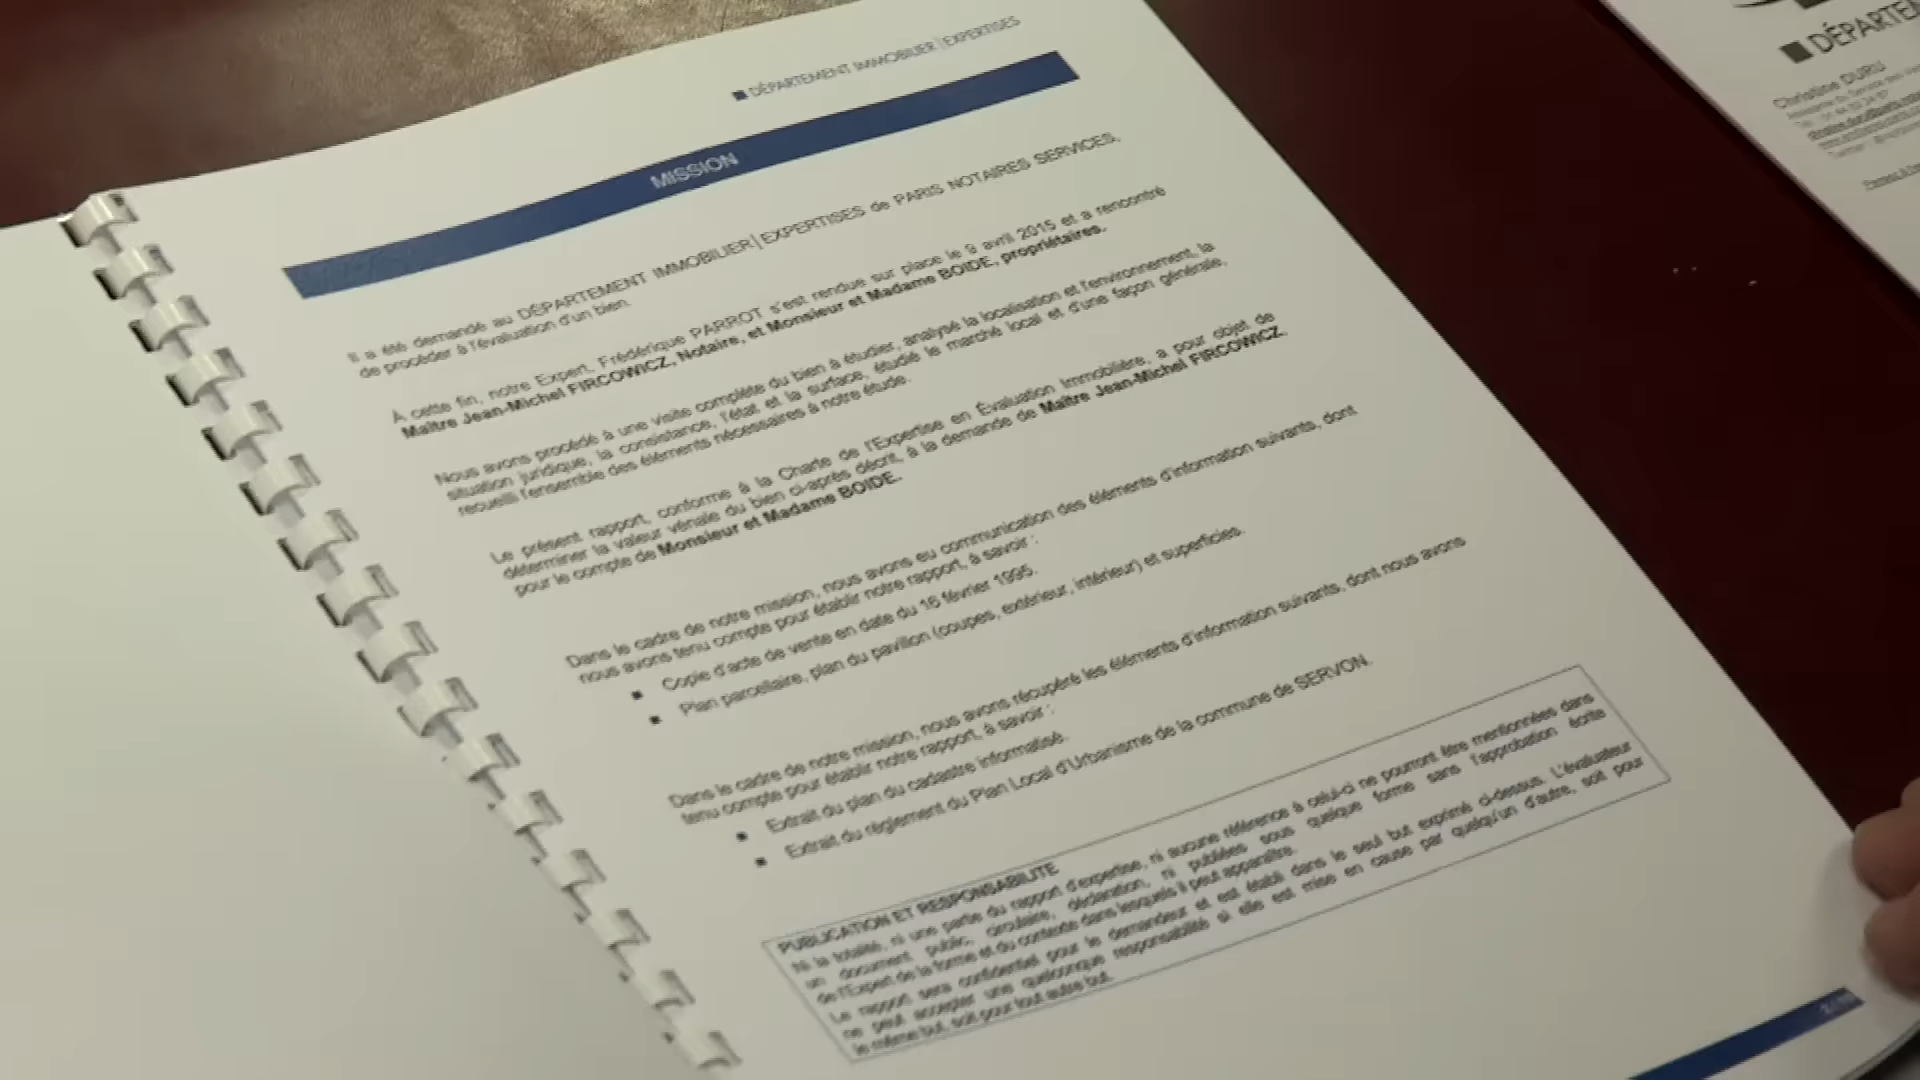 ■ DÉPARTEMENT IMMOBILIER | EXPERTISES
MISSION
Il a été demandé au DÉPARTEMENT IMMOBILIER | EXPERTISES de PARIS NOTAIRES SERVICES,
de procéder à l'évaluation d'un bien.
À cette fin, notre Expert, Frédérique PARROT s'est rendue sur place le 9 avril 2015 et a rencontré
Maître Jean-Michel FIRCOWICZ, Notaire, et Monsieur et Madame BOIDE, propriétaires.
Nous avons procédé à une visite complète du bien à étudier, analysé la localisation et l'environnement, la
situation juridique, la consistance, l'état et la surface, étudié le marché local et d'une façon générale,
recueilli l'ensemble des éléments nécessaires à notre étude.
Le présent rapport, conforme à la Charte de l'Expertise en Évaluation Immobilière, a pour objet de
déterminer la valeur vénale du bien ci-après décrit, à la demande de Maître Jean-Michel FIRCOWICZ,
pour le compte de Monsieur et Madame BOIDE.
Dans le cadre de notre mission, nous avons eu communication des éléments d'information suivants, dont
nous avons tenu compte pour établir notre rapport, à savoir :
▪ Copie d'acte de vente en date du 16 février 1995.
▪ Plan parcellaire, plan du pavillon (coupes, extérieur, intérieur) et superficies.
Dans le cadre de notre mission, nous avons récupéré les éléments d'information suivants, dont nous avons
tenu compte pour établir notre rapport, à savoir :
▪ Extrait du plan du cadastre informatisé.
▪ Extrait du règlement du Plan Local d'Urbanisme de la commune de SERVON.
PUBLICATION ET RESPONSABILITE
Ni la totalité, ni une partie du rapport d'expertise, ni aucune référence à celui-ci ne pourront être mentionnées dans
un document public, circulaire, déclaration, ni publiées sous quelque forme sans l'approbation écrite
de l'Expert de la forme et du contexte dans lesquels il peut apparaître.
Le rapport sera confidentiel pour le demandeur et est établi dans le seul but exprimé ci-dessus. L'évaluateur
ne peut accepter une quelconque responsabilité si elle est mise en cause par quelqu'un d'autre, soit pour
le même but, soit pour tout autre but.
■ DÉPARTEM
Christine DURU